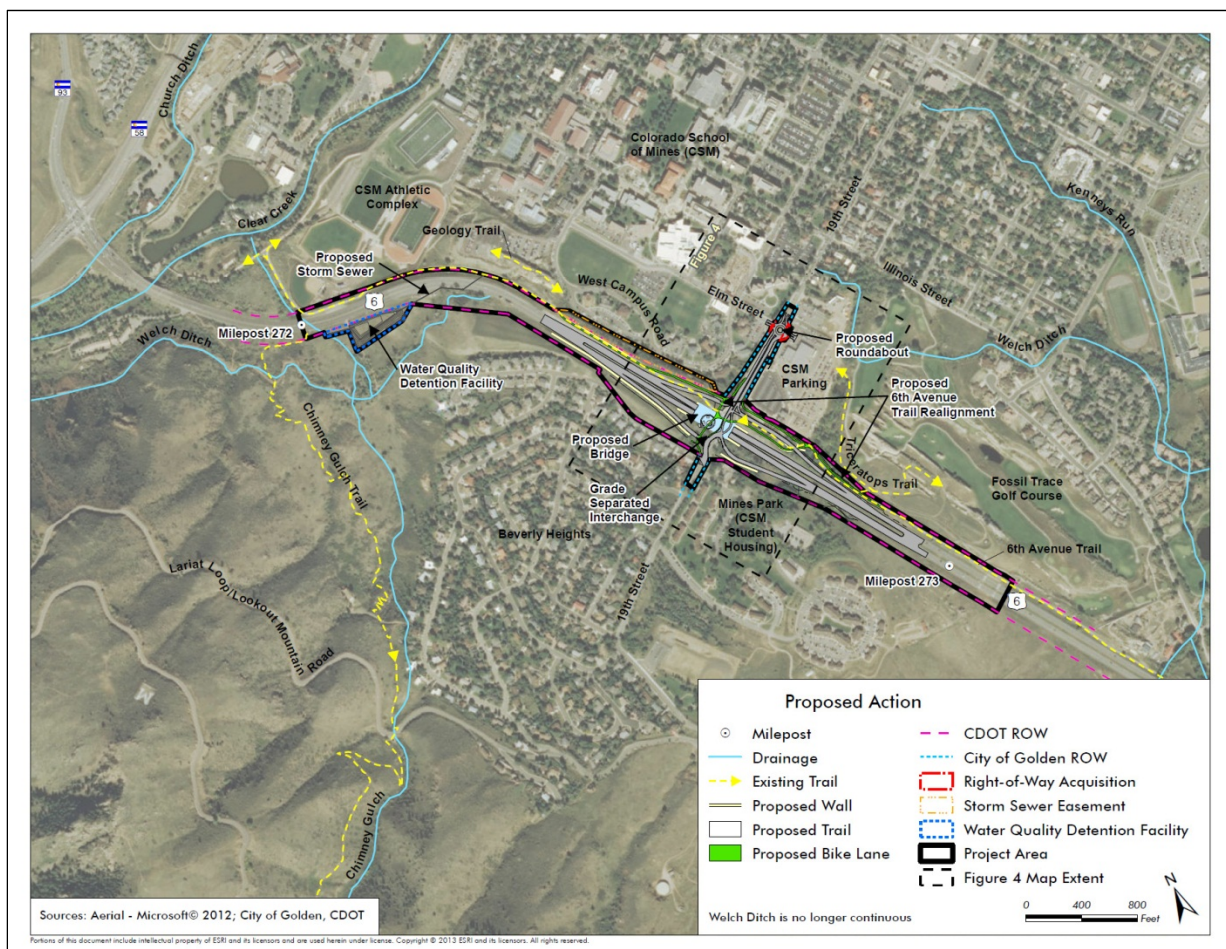 93
58
Church Ditch
Clear Creek
CSM Athletic
Complex
Geology Trail
Proposed
Storm Sewer
6
Milepost 272
Welch Ditch
Water Quality
Detention Facility
Chimney Gulch Trail
Lariat Loop/Lookout Mountain
Road
Chimney Gulch
Colorado School
of Mines (CSM)
Figure 4
West Campus Road
Elm Street
19th Street
Illinois Street
Kenneys Run
Welch Ditch
Proposed
Roundabout
CSM
Parking
Proposed
6th Avenue
Trail Realignment
Proposed
Bridge
Grade
Separated
Interchange
Triceratops Trail
Fossil Trace
Golf Course
Beverly Heights
Mines Park
(CSM
Student
Housing)
19th Street
6th Avenue Trail
Milepost 273
6
Proposed Action
Milepost
Drainage
Existing Trail
Proposed Wall
Proposed Trail
Proposed Bike Lane
CDOT ROW
City of Golden ROW
Right-of-Way Acquisition
Storm Sewer Easement
Water Quality Detention Facility
Project Area
Figure 4 Map Extent
Welch Ditch is no longer continuous
0 400 800
Feet
N
Sources: Aerial - Microsoft© 2012; City of Golden, CDOT
Portions of this document include intellectual property of ESRI and its licensors and are used herein under license. Copyright © 2013 ESRI and its licensors. All rights reserved.